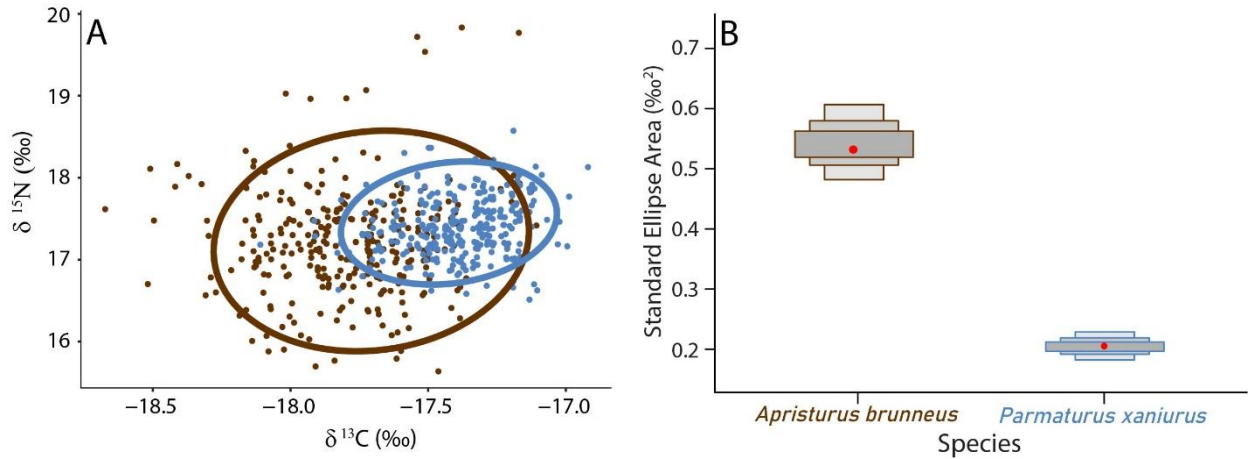 A
20
19
18
17
16
δ ¹⁵N (‰)
−18.5 −18.0 −17.5 −17.0
δ ¹³C (‰)
B
0.7
0.6
0.5
0.4
0.3
0.2
Standard Ellipse Area (‰²)
Apristurus brunneus Parmaturus xaniurus
Species